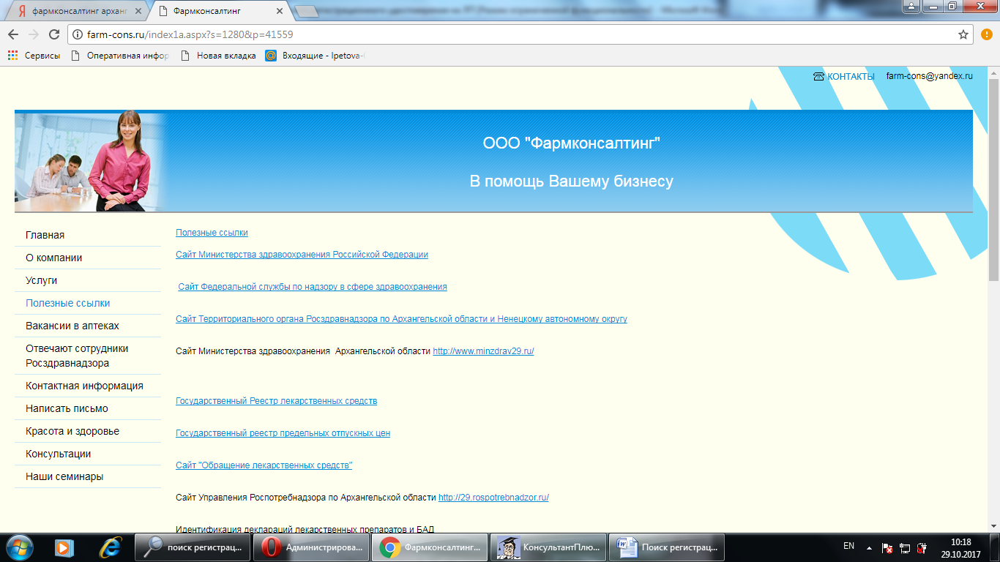 фармконсалтинг арханг
Фармконсалтинг
farm-cons.ru/index1a.aspx?s=1280&p=41559
Сервисы
Оперативная инфор
Новая вкладка
Входящие - lpetova-
КОНТАКТЫ
farm-cons@yandex.ru
ООО "Фармконсалтинг"
В помощь Вашему бизнесу
Главная
О компании
Услуги
Полезные ссылки
Вакансии в аптеках
Отвечают сотрудники
Росздравнадзора
Контактная информация
Написать письмо
Красота и здоровье
Консультации
Наши семинары
Полезные ссылки
Сайт Министерства здравоохранения Российской Федерации
Сайт Федеральной службы по надзору в сфере здравоохранения
Сайт Территориального органа Росздравнадзора по Архангельской области и Ненецкому автономному округу
Сайт Министерства здравоохранения Архангельской области http://www.minzdrav29.ru/
Государственный Реестр лекарственных средств
Государственный реестр предельных отпускных цен
Сайт "Обращение лекарственных средств"
Сайт Управления Роспотребнадзора по Архангельской области http://29.rospotrebnadzor.ru/
Идентификация деклараций лекарственных препаратов и БАД
поиск регистрац...
Администрирова...
Фармконсалтинг...
КонсультантПлю...
Поиск регистрац...
EN
10:18
29.10.2017